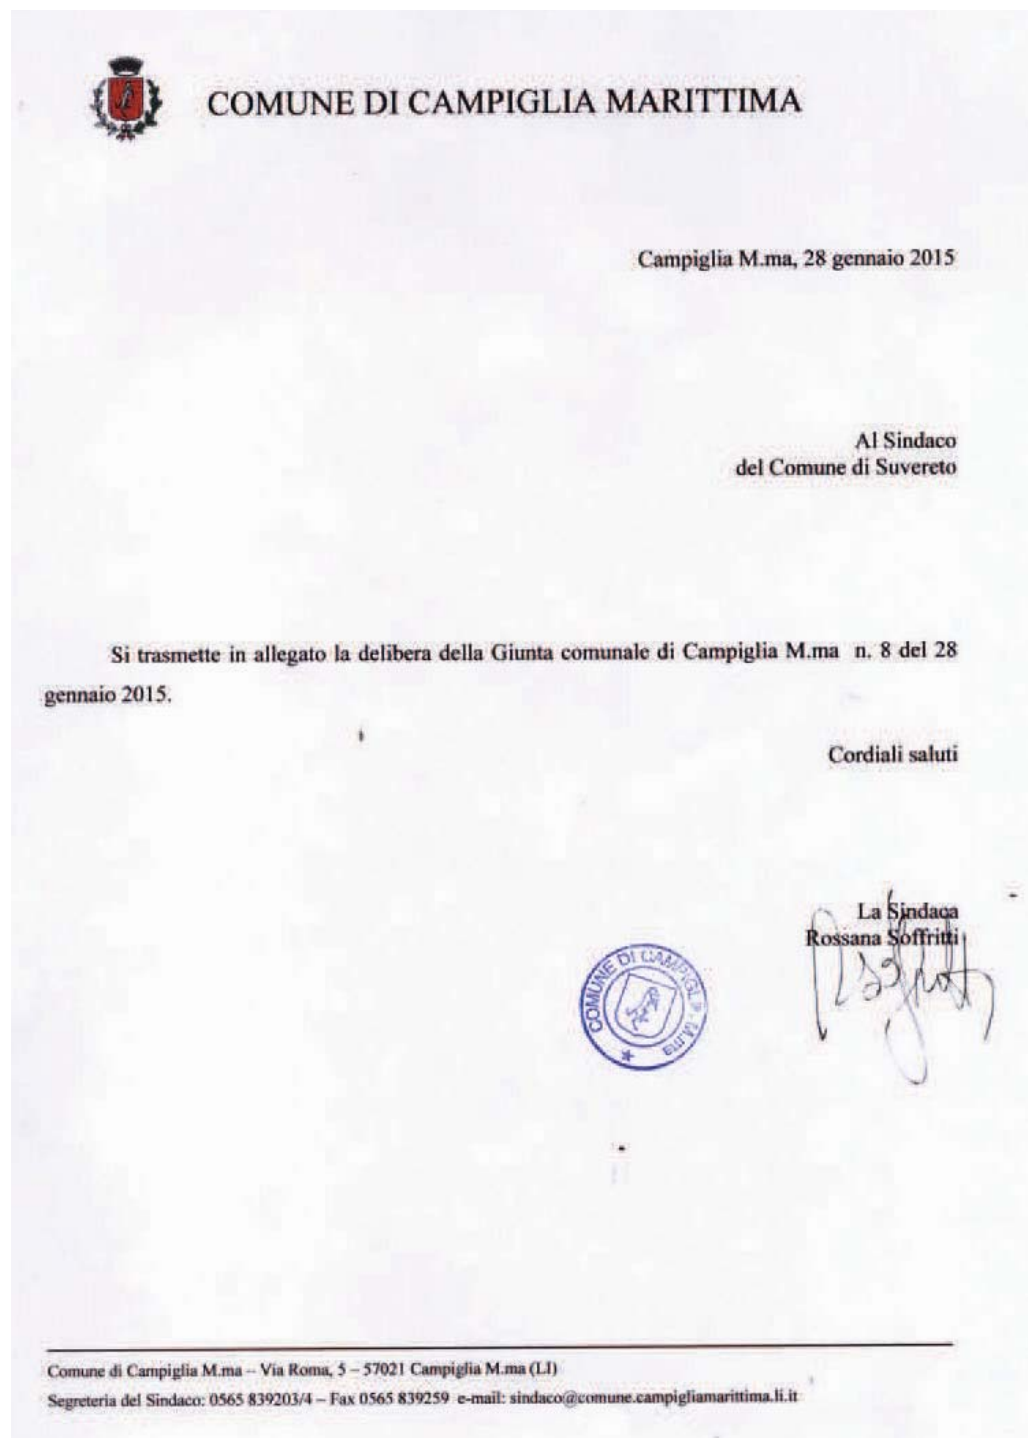 COMUNE DI CAMPIGLIA MARITTIMA
Campiglia M.ma, 28 gennaio 2015
Al Sindaco
del Comune di Suvereto
Si trasmette in allegato la delibera della Giunta comunale di Campiglia M.ma n. 8 del 28
gennaio 2015.
Cordiali saluti
La Sindaca
Rossana Soffritti
COMUNE DI CAMPIGLIA M.ma
Comune di Campiglia M.ma – Via Roma, 5 – 57021 Campiglia M.ma (LI)
Segreteria del Sindaco: 0565 839203/4 – Fax 0565 839259 e-mail: sindaco@comune.campigliamarittima.li.it